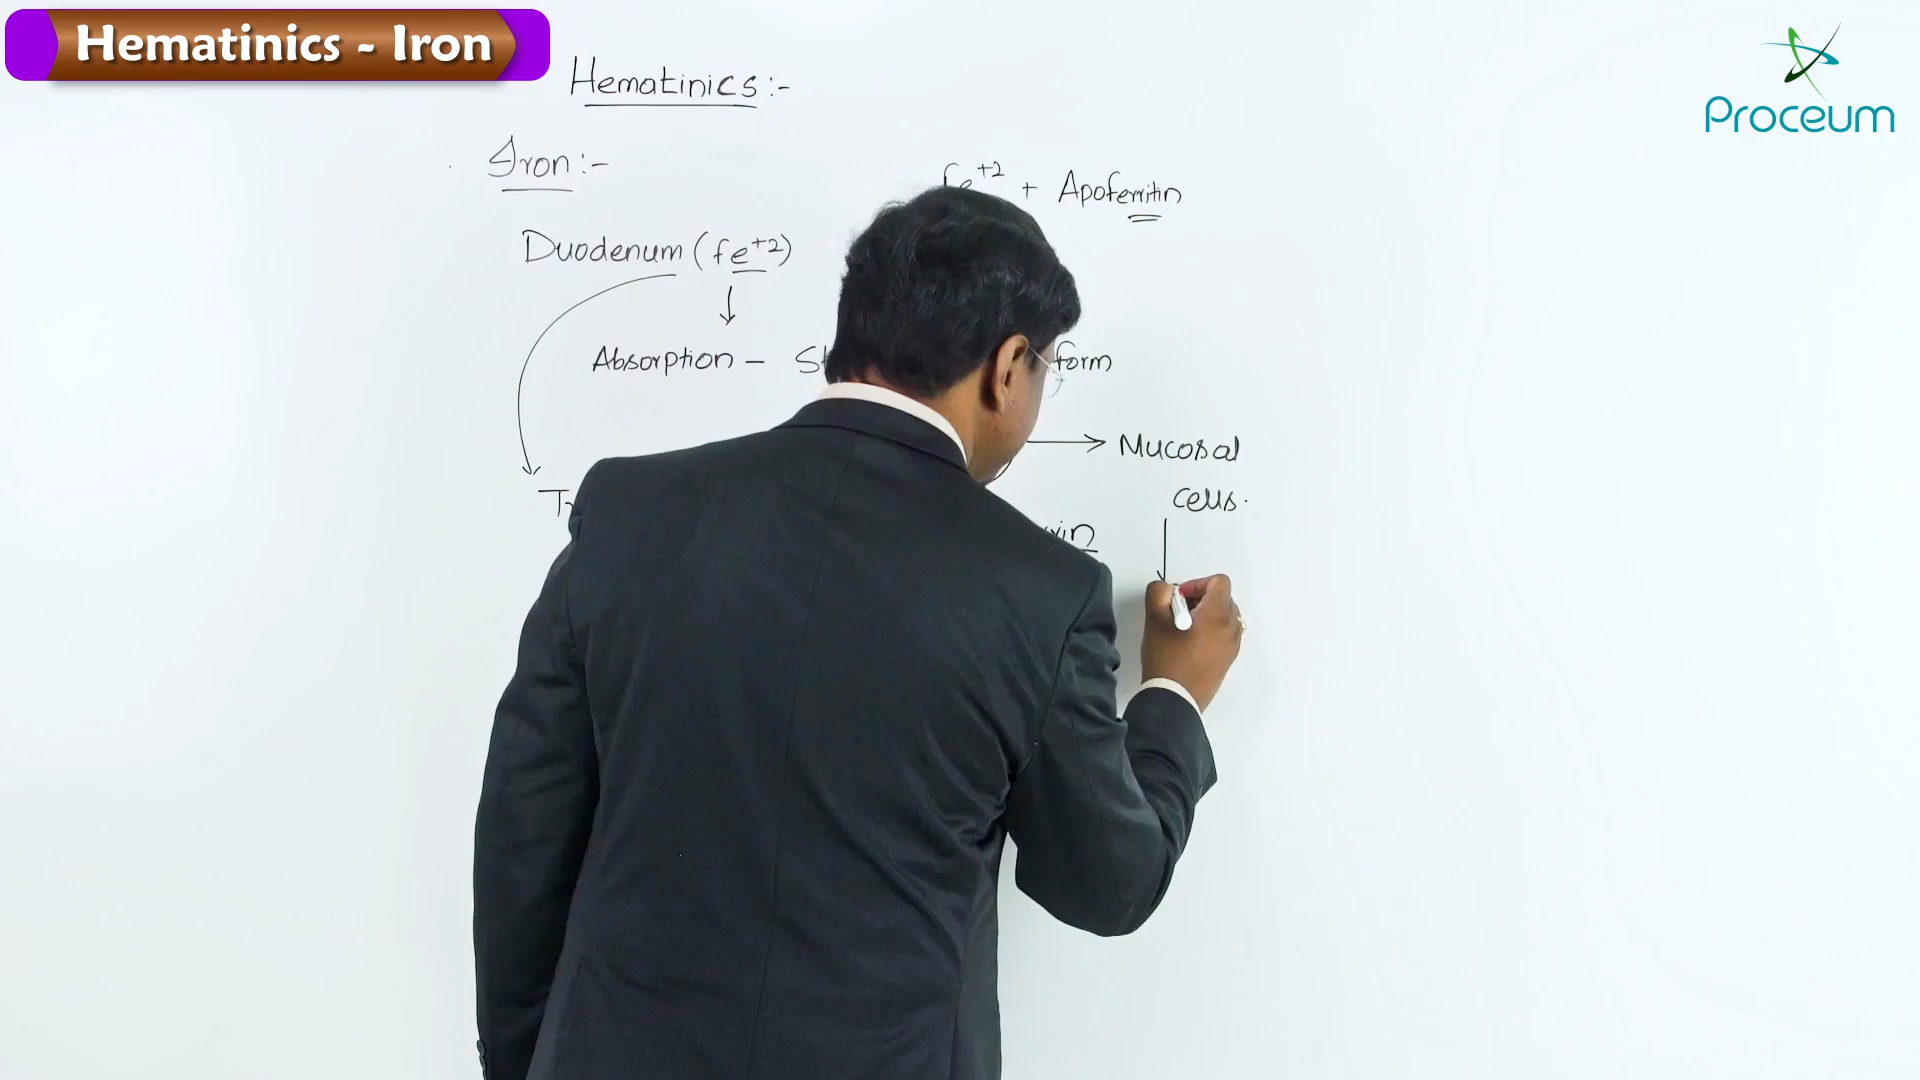 Hematinics - Iron
Proceum
Hematinics :-
Iron :-
fe+2 + Apoferritin
Duodenum (fe+2)
Absorption - form
Mucosal
cells.